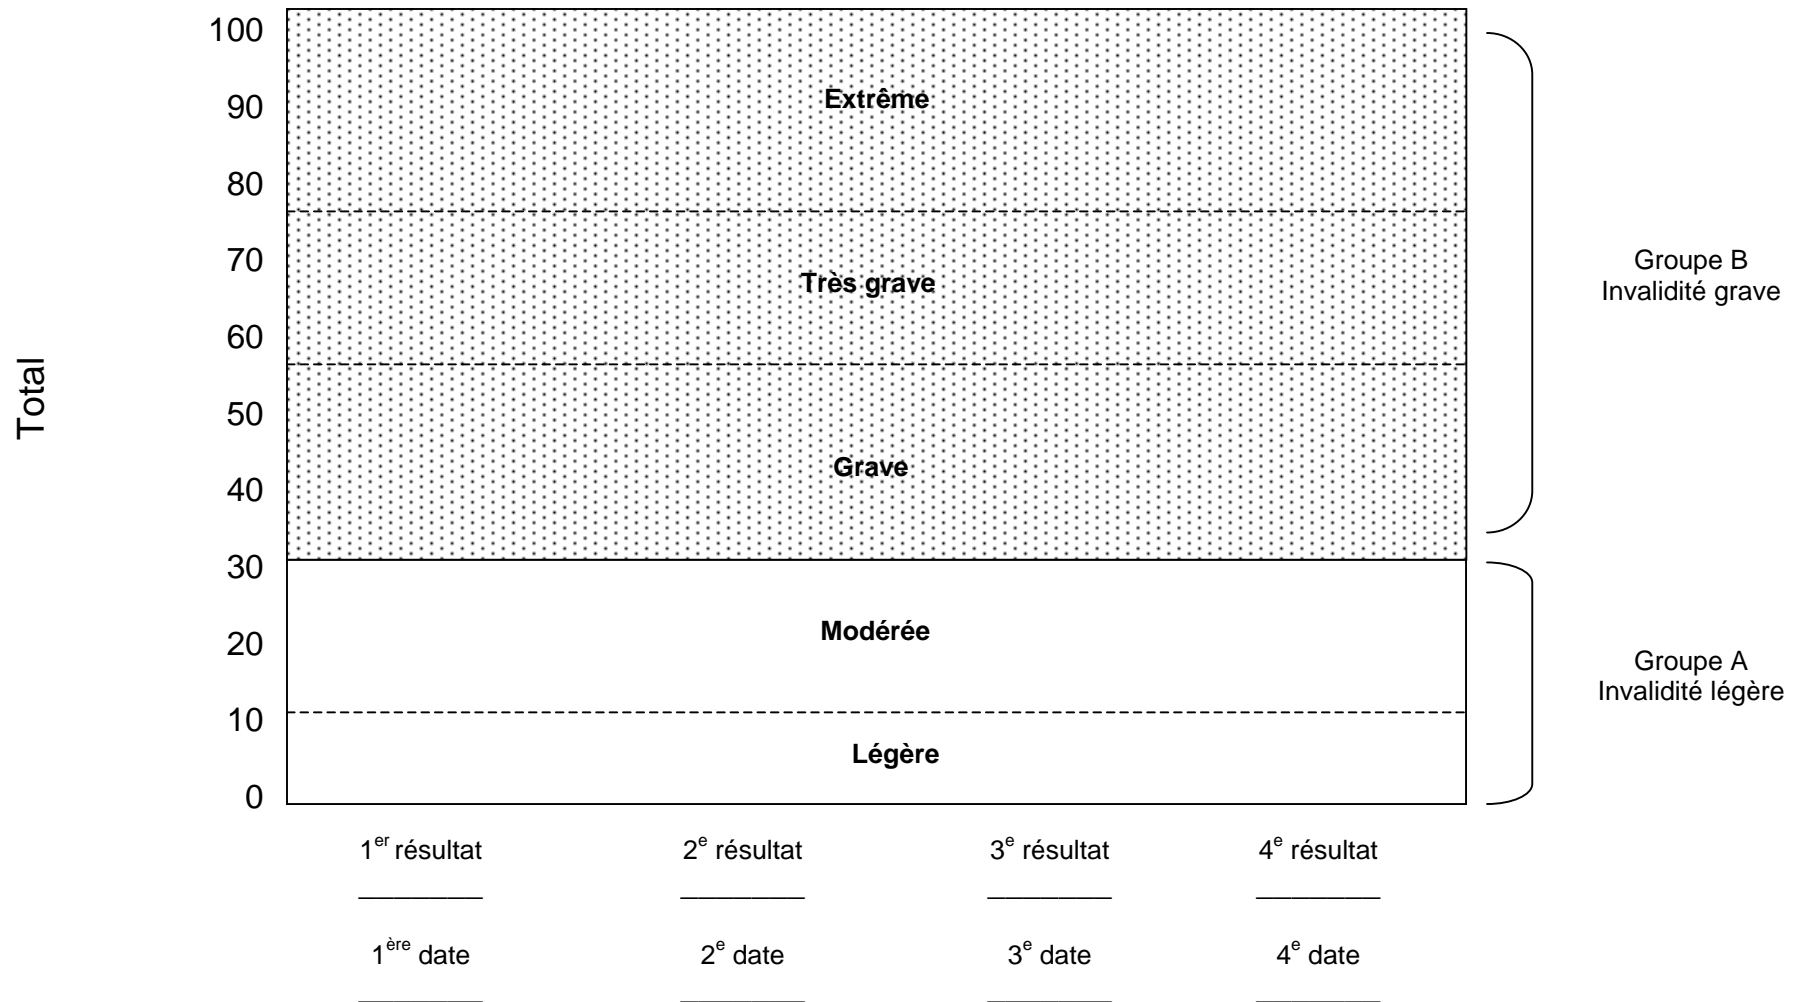 Total
100
90
80
70
60
50
40
30
20
10
0
Extrême
Très grave
Grave
Modérée
Légère
Groupe B
Invalidité grave
Groupe A
Invalidité légère
1er résultat 2e résultat 3e résultat 4e résultat
1ère date 2e date 3e date 4e date